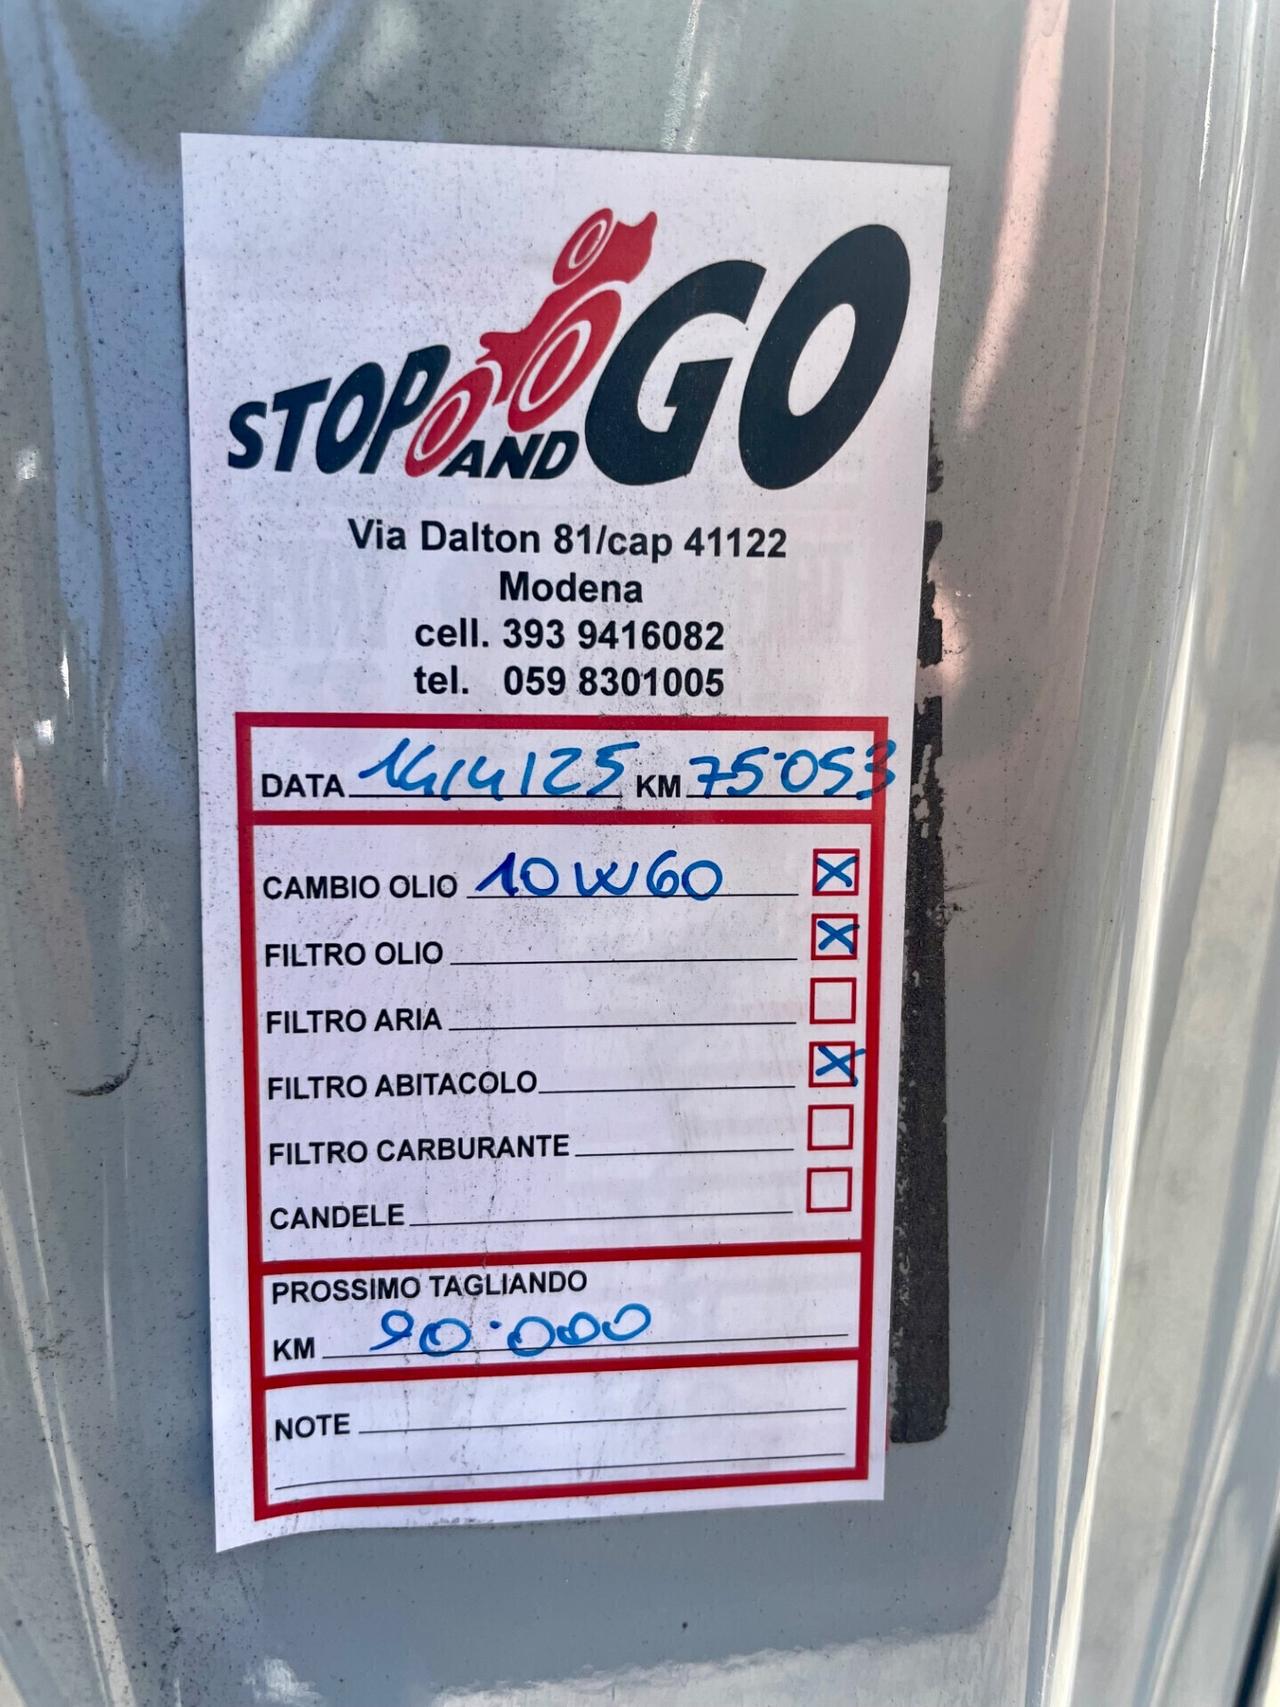 STOP AND GO
Via Dalton 81/cap 41122
Modena
cell. 393 9416082
tel. 059 8301005
DATA 14/4/25 KM 75.053
CAMBIO OLIO 10W60 X
FILTRO OLIO X
FILTRO ARIA
FILTRO ABITACOLO X
FILTRO CARBURANTE
CANDELE
PROSSIMO TAGLIANDO
KM 90.000
NOTE